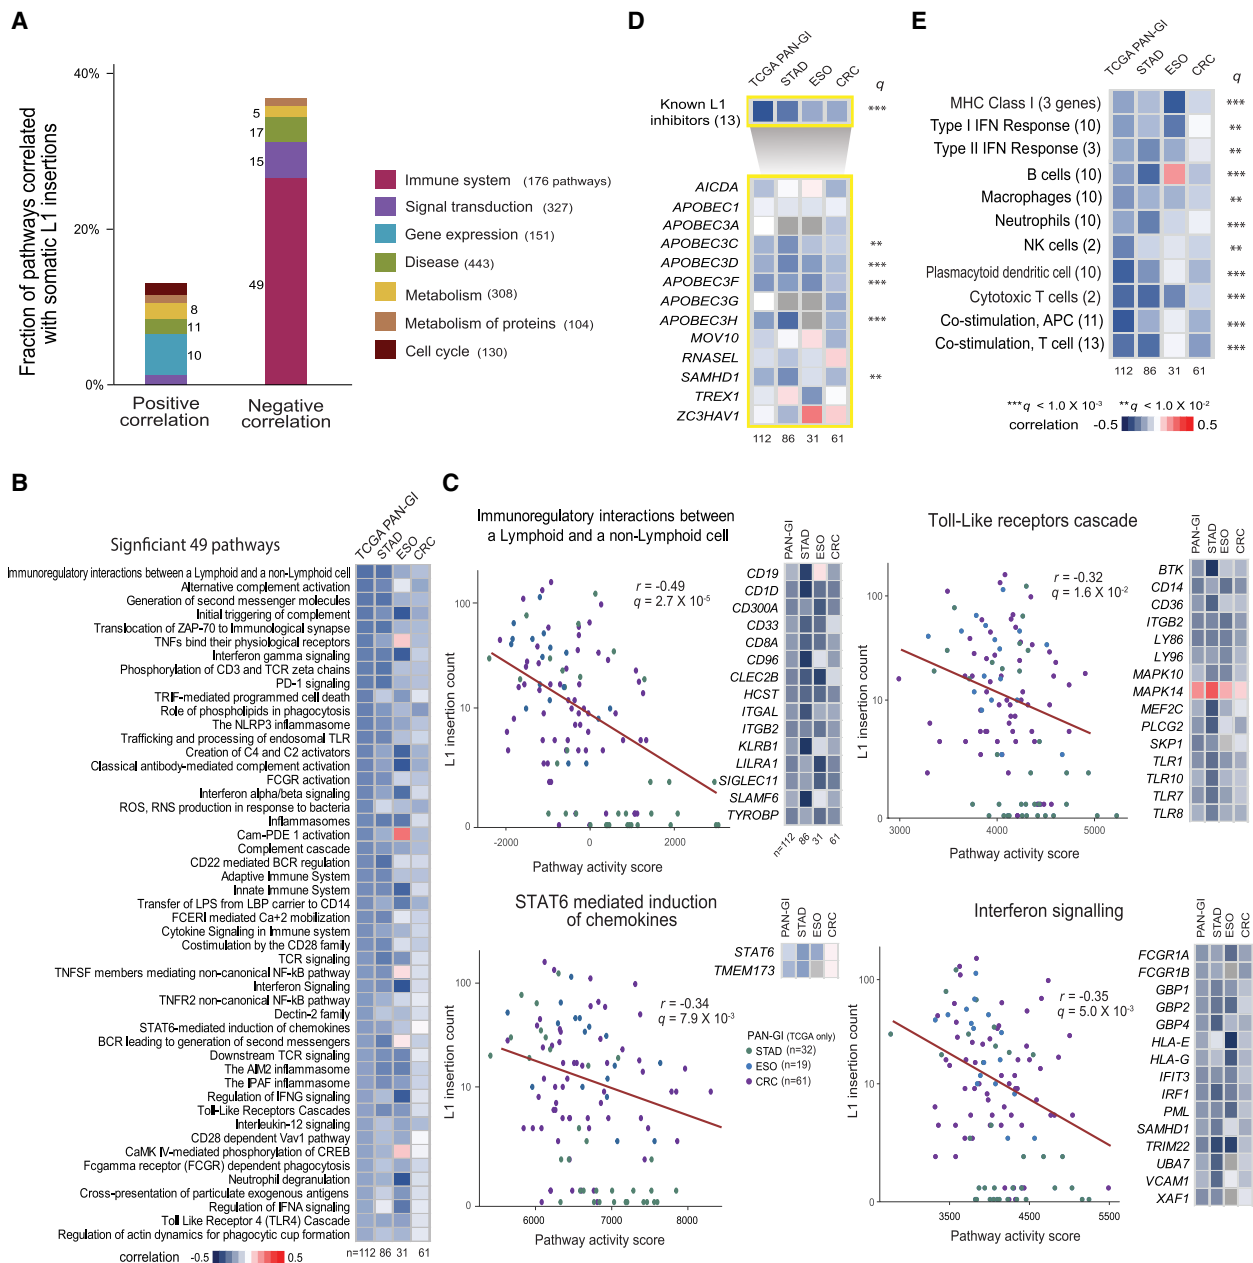 A
40%
20%
0%
Fraction of pathways correlated
with somatic L1 insertions
8
11
10
5
17
15
49
Positive
correlation
Negative
correlation
Immune system (176 pathways)
Signal transduction (327)
Gene expression (151)
Disease (443)
Metabolism (308)
Metabolism of proteins (104)
Cell cycle (130)
D
TCGA PAN-GI
STAD
ESO
CRC
q
Known L1
inhibitors (13)
***
AICDA
APOBEC1
APOBEC3A
APOBEC3C **
APOBEC3D ***
APOBEC3F ***
APOBEC3G
APOBEC3H ***
MOV10
RNASEL
SAMHD1 **
TREX1
ZC3HAV1
112 86 31 61
E
TCGA PAN-GI
STAD
ESO
CRC
q
MHC Class I (3 genes) ***
Type I IFN Response (10) **
Type II IFN Response (3) **
B cells (10) ***
Macrophages (10) **
Neutrophils (10) ***
NK cells (2) **
Plasmacytoid dendritic cell (10) ***
Cytotoxic T cells (2) ***
Co-stimulation, APC (11) ***
Co-stimulation, T cell (13) ***
112 86 31 61
***q < 1.0 X 10-3 **q < 1.0 X 10-2
correlation -0.5 0.5
B
Signficiant 49 pathways
TCGA PAN-GI
STAD
ESO
CRC
Immunoregulatory interactions between a Lymphoid and a non-Lymphoid cell
Alternative complement activation
Generation of second messenger molecules
Initial triggering of complement
Translocation of ZAP-70 to Immunological synapse
TNFs bind their physiological receptors
Interferon gamma signaling
Phosphorylation of CD3 and TCR zeta chains
PD-1 signaling
TRIF-mediated programmed cell death
Role of phospholipids in phagocytosis
The NLRP3 inflammasome
Trafficking and processing of endosomal TLR
Creation of C4 and C2 activators
Classical antibody-mediated complement activation
FCGR activation
Interferon alpha/beta signaling
ROS, RNS production in response to bacteria
Inflammasomes
Cam-PDE 1 activation
Complement cascade
CD22 mediated BCR regulation
Adaptive Immune System
Innate Immune System
Transfer of LPS from LBP carrier to CD14
FCERI mediated Ca+2 mobilization
Cytokine Signaling in Immune system
Costimulation by the CD28 family
TCR signaling
TNFSF members mediating non-canonical NF-kB pathway
Interferon Signaling
TNFR2 non-canonical NF-kB pathway
Dectin-2 family
STAT6-mediated induction of chemokines
BCR leading to generation of second messengers
Downstream TCR signaling
The AIM2 inflammasome
The IPAF inflammasome
Regulation of IFNG signaling
Toll-Like Receptors Cascades
Interleukin-12 signaling
CD28 dependent Vav1 pathway
CaMK IV-mediated phosphorylation of CREB
Fcgamma receptor (FCGR) dependent phagocytosis
Neutrophil degranulation
Cross-presentation of particulate exogenous antigens
Regulation of IFNA signaling
Toll Like Receptor 4 (TLR4) Cascade
Regulation of actin dynamics for phagocytic cup formation
correlation -0.5 0.5
n=112 86 31 61
C
Immunoregulatory interactions between
a Lymphoid and a non-Lymphoid cell
r = -0.49
q = 2.7 X 10-5
L1 insertion count
100
10
0
-2000 0 2000
Pathway activity score
PAN-GI
STAD
ESO
CRC
CD19
CD1D
CD300A
CD33
CD8A
CD96
CLEC2B
HCST
ITGAL
ITGB2
KLRB1
LILRA1
SIGLEC11
SLAMF6
TYROBP
n=112 86 31 61
Toll-Like receptors cascade
r = -0.32
q = 1.6 X 10-2
L1 insertion count
100
10
0
3000 4000 5000
Pathway activity score
PAN-GI
STAD
ESO
CRC
BTK
CD14
CD36
ITGB2
LY86
LY96
MAPK10
MAPK14
MEF2C
PLCG2
SKP1
TLR1
TLR10
TLR7
TLR8
STAT6 mediated induction
of chemokines
r = -0.34
q = 7.9 X 10-3
L1 insertion count
100
10
0
6000 7000 8000
Pathway activity score
PAN-GI
STAD
ESO
CRC
STAT6
TMEM173
PAN-GI (TCGA only)
STAD (n=32)
ESO (n=19)
CRC (n=61)
Interferon signalling
r = -0.35
q = 5.0 X 10-3
L1 insertion count
100
10
0
3500 4500 5500
Pathway activity score
PAN-GI
STAD
ESO
CRC
FCGR1A
FCGR1B
GBP1
GBP2
GBP4
HLA-E
HLA-G
IFIT3
IRF1
PML
SAMHD1
TRIM22
UBA7
VCAM1
XAF1